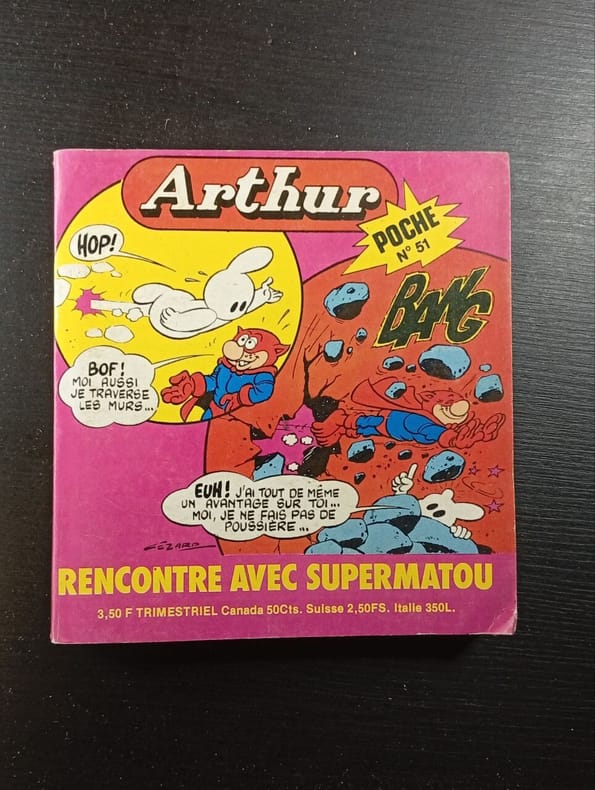 Arthur
POCHE
N° 51
HOP!
BANG
BOF!
MOI AUSSI
JE TRAVERSE
LES MURS...
EUH! J'AI TOUT DE MÊME
UN AVANTAGE SUR TOI...
MOI, JE NE FAIS PAS DE
POUSSIÈRE...
CÉZARD
RENCONTRE AVEC SUPERMATOU
3,50 F TRIMESTRIEL Canada 50Cts. Suisse 2,50FS. Italie 350L.